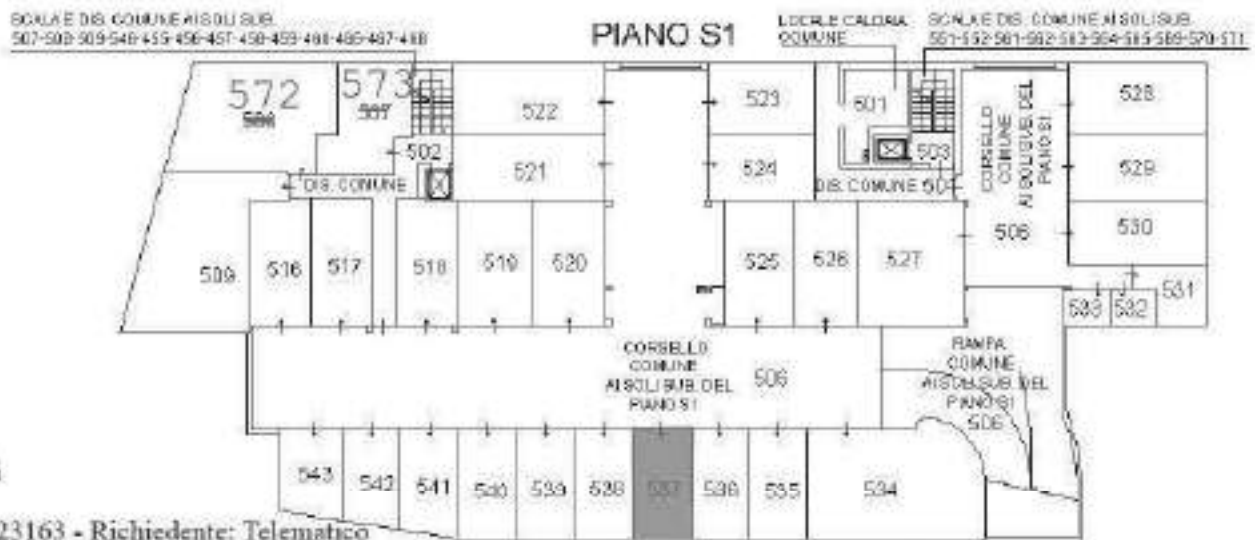 SCALA E DIS. COMUNE AI SOLI SUB.
PIANO S1
LOCALE CALDAIA
COMUNE
SCALA E DIS. COMUNE AI SOLI SUB.
572
573
522
523
501
528
502
521
524
503
529
DIS. COMUNE
DIS. COMUNE 504
CORSELLO
COMUNE
AI SOLI SUB. DEL
PIANO S1
506
530
509
516
517
518
519
520
525
526
527
531
533
532
CORSELLO
COMUNE
AI SOLI SUB. DEL
PIANO S1
506
RAMPA
COMUNE
AI SOLI SUB. DEL
PIANO S1
506
543
542
541
540
539
538
537
536
535
534
23163 - Richiedente: Telematico